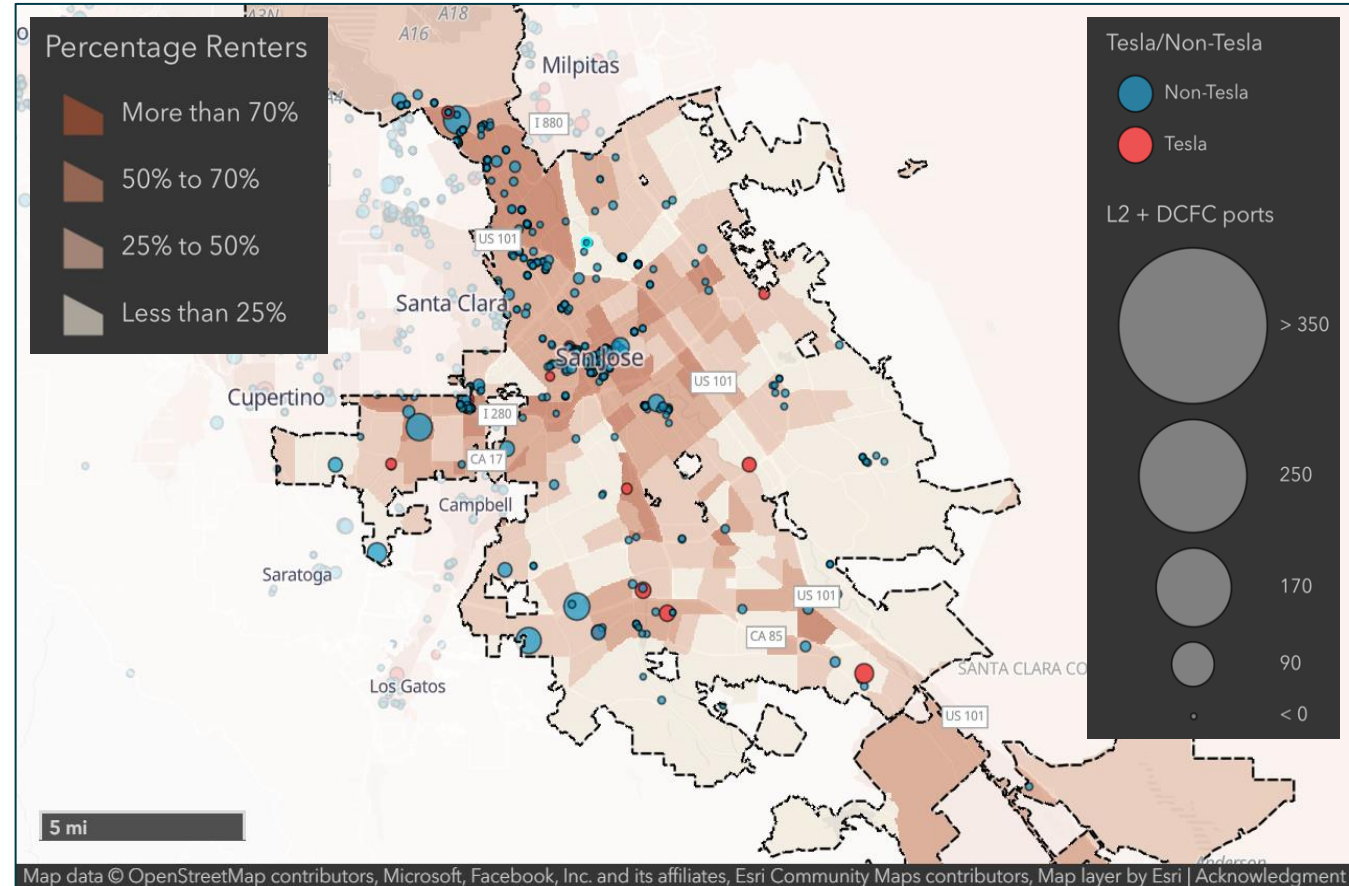 Percentage Renters
More than 70%
50% to 70%
25% to 50%
Less than 25%
A3N
A18
A16
A4
Milpitas
I 880
US 101
Santa Clara
San Jose
US 101
Cupertino
I 280
CA 17
Campbell
Saratoga
US 101
CA 85
SANTA CLARA CO
Los Gatos
US 101
Anderson
5 mi
Tesla/Non-Tesla
Non-Tesla
Tesla
L2 + DCFC ports
> 350
250
170
90
< 0
Map data © OpenStreetMap contributors, Microsoft, Facebook, Inc. and its affiliates, Esri Community Maps contributors, Map layer by Esri | Acknowledgment